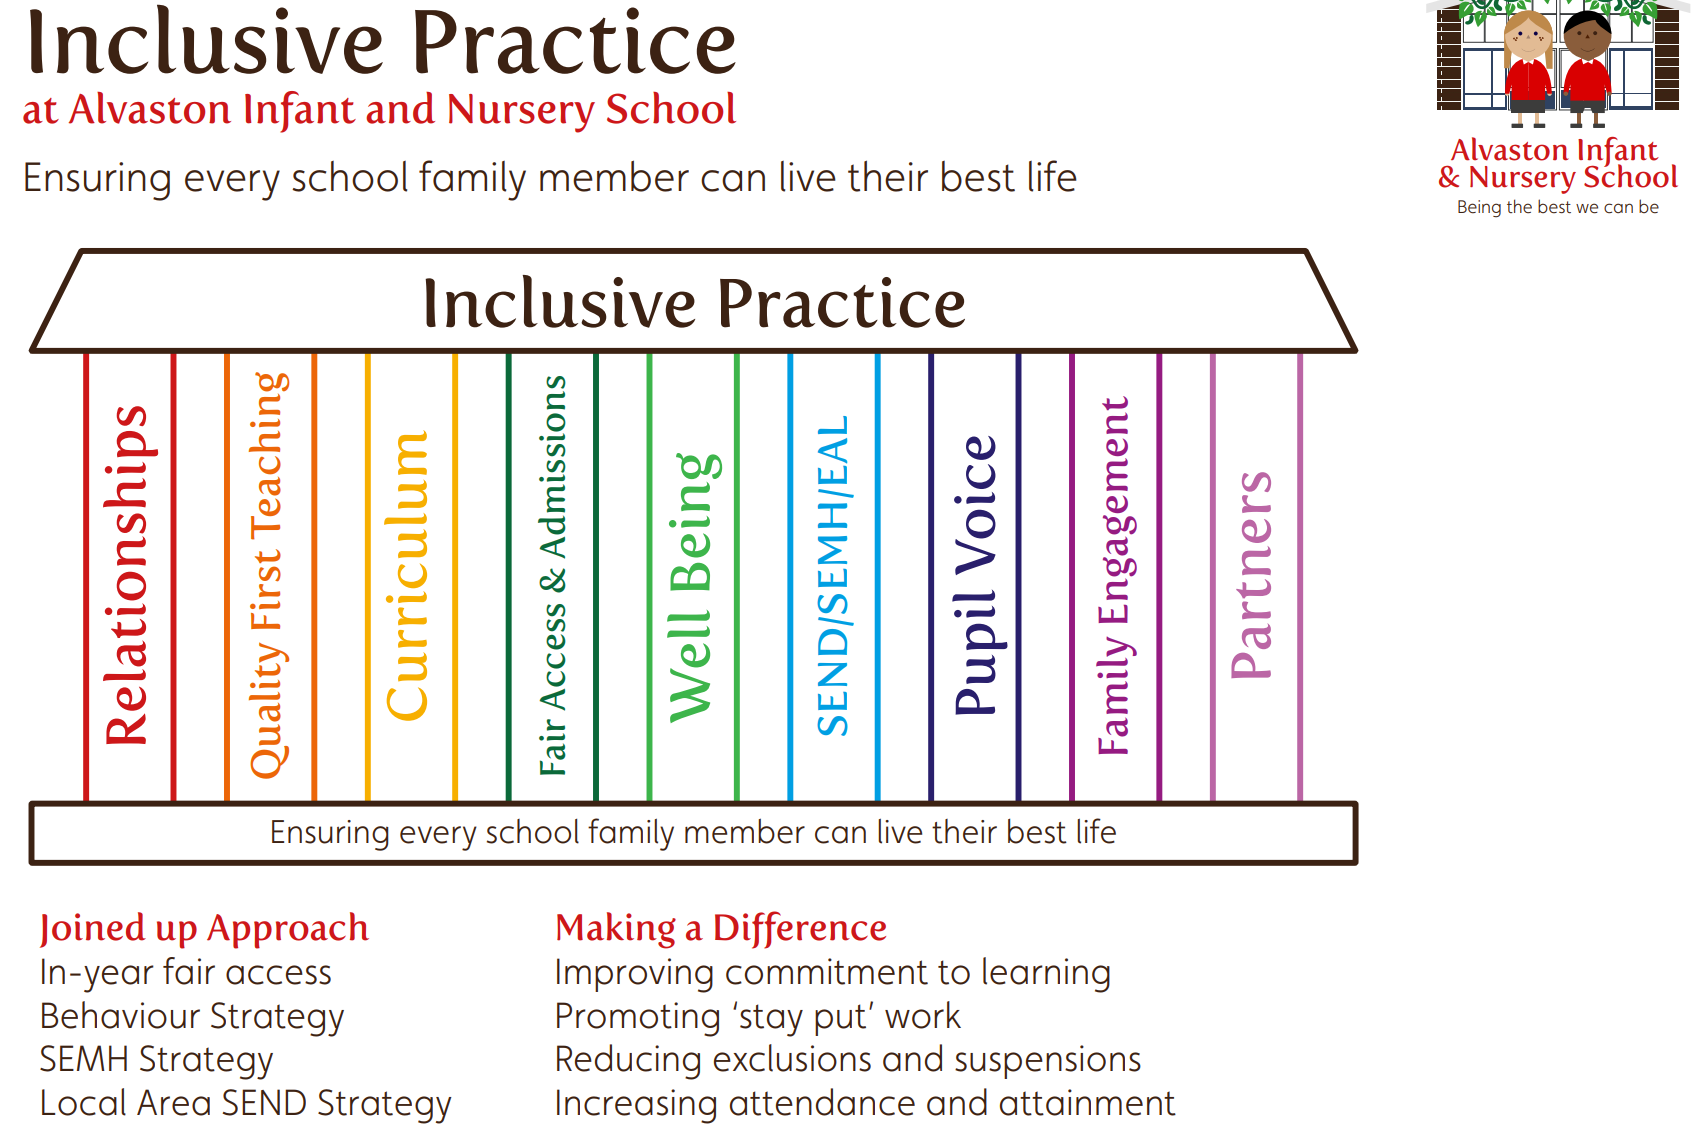 Inclusive Practice
at Alvaston Infant and Nursery School
Ensuring every school family member can live their best life
Alvaston Infant
& Nursery School
Being the best we can be
Inclusive Practice
Relationships
Quality First Teaching
Curriculum
Fair Access & Admissions
Well Being
SEND/SEMH/EAL
Pupil Voice
Family Engagement
Partners
Ensuring every school family member can live their best life
Joined up Approach
In-year fair access
Behaviour Strategy
SEMH Strategy
Local Area SEND Strategy
Making a Difference
Improving commitment to learning
Promoting ‘stay put’ work
Reducing exclusions and suspensions
Increasing attendance and attainment